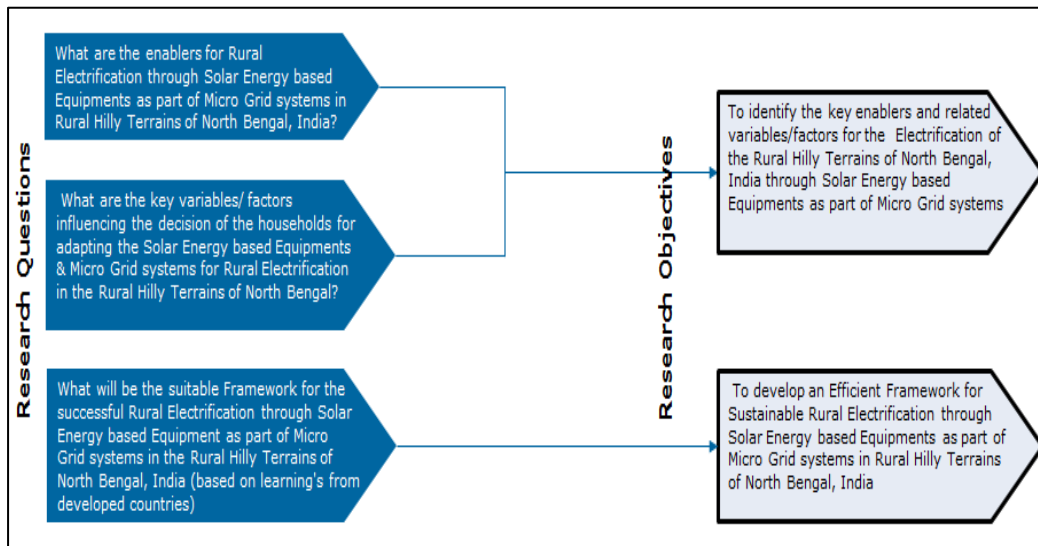 Research Questions
What are the enablers for Rural
Electrification through Solar Energy based
Equipments as part of Micro Grid systems in
Rural Hilly Terrains of North Bengal, India?
What are the key variables/ factors
influencing the decision of the households for
adapting the Solar Energy based Equipments
& Micro Grid systems for Rural Electrification
in the Rural Hilly Terrains of North Bengal?
What will be the suitable Framework for the
successful Rural Electrification through Solar
Energy based Equipment as part of Micro
Grid systems in the Rural Hilly Terrains of
North Bengal, India (based on learning's from
developed countries)
Research Objectives
To identify the key enablers and related
variables/factors for the Electrification of
the Rural Hilly Terrains of North Bengal,
India through Solar Energy based
Equipments as part of Micro Grid systems
To develop an Efficient Framework for
Sustainable Rural Electrification through
Solar Energy based Equipments as part of
Micro Grid systems in Rural Hilly Terrains
of North Bengal, India